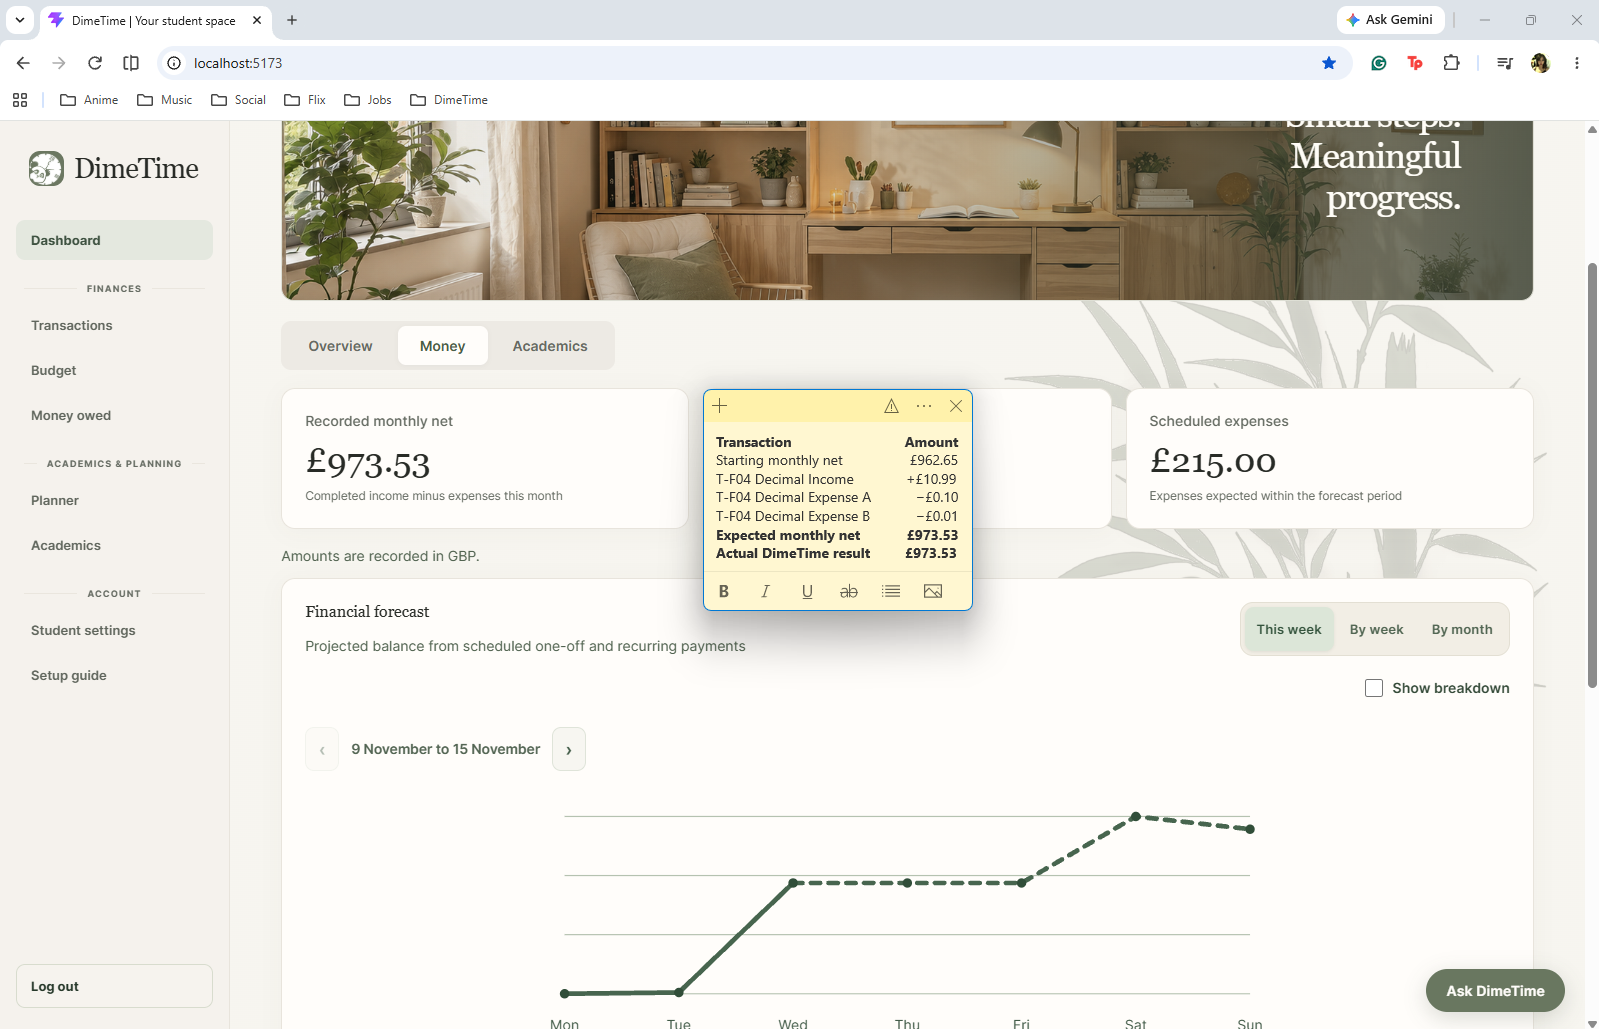 DimeTime | Your student space
Ask Gemini
localhost:5173
Anime
Music
Social
Flix
Jobs
DimeTime
DimeTime
Dashboard
FINANCES
Transactions
Budget
Money owed
ACADEMICS & PLANNING
Planner
Academics
ACCOUNT
Student settings
Setup guide
Log out
Small steps.
Meaningful
progress.
Overview
Money
Academics
Recorded monthly net
£973.53
Completed income minus expenses this month
Transaction Amount
Starting monthly net £962.65
T-F04 Decimal Income +£10.99
T-F04 Decimal Expense A −£0.10
T-F04 Decimal Expense B −£0.01
Expected monthly net £973.53
Actual DimeTime result £973.53
B I U ab
Scheduled expenses
£215.00
Expenses expected within the forecast period
Amounts are recorded in GBP.
Financial forecast
Projected balance from scheduled one-off and recurring payments
This week
By week
By month
Show breakdown
9 November to 15 November
Mon Tue Wed Thu Fri Sat Sun
Ask DimeTime